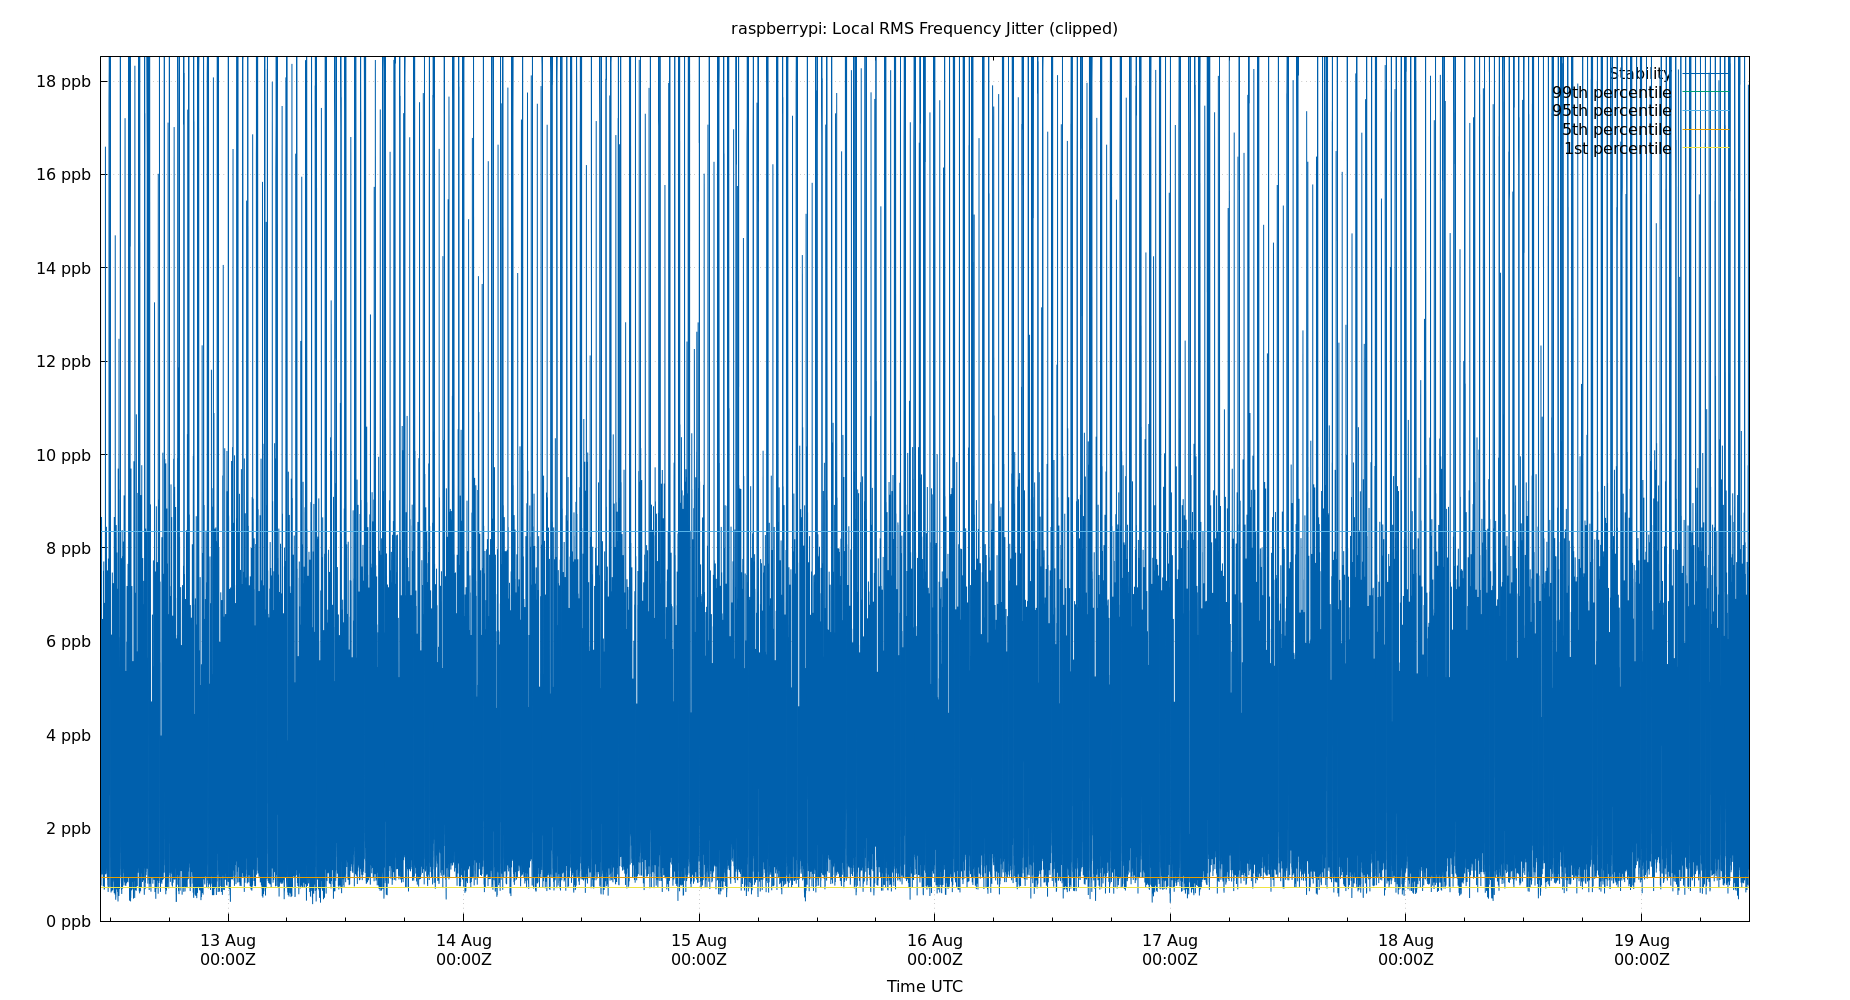 raspberrypi: Local RMS Frequency Jitter (clipped)
18 ppb
16 ppb
14 ppb
12 ppb
10 ppb
8 ppb
6 ppb
4 ppb
2 ppb
0 ppb
Stability
99th percentile
95th percentile
5th percentile
1st percentile
13 Aug
00:00Z
14 Aug
00:00Z
15 Aug
00:00Z
16 Aug
00:00Z
17 Aug
00:00Z
18 Aug
00:00Z
19 Aug
00:00Z
Time UTC